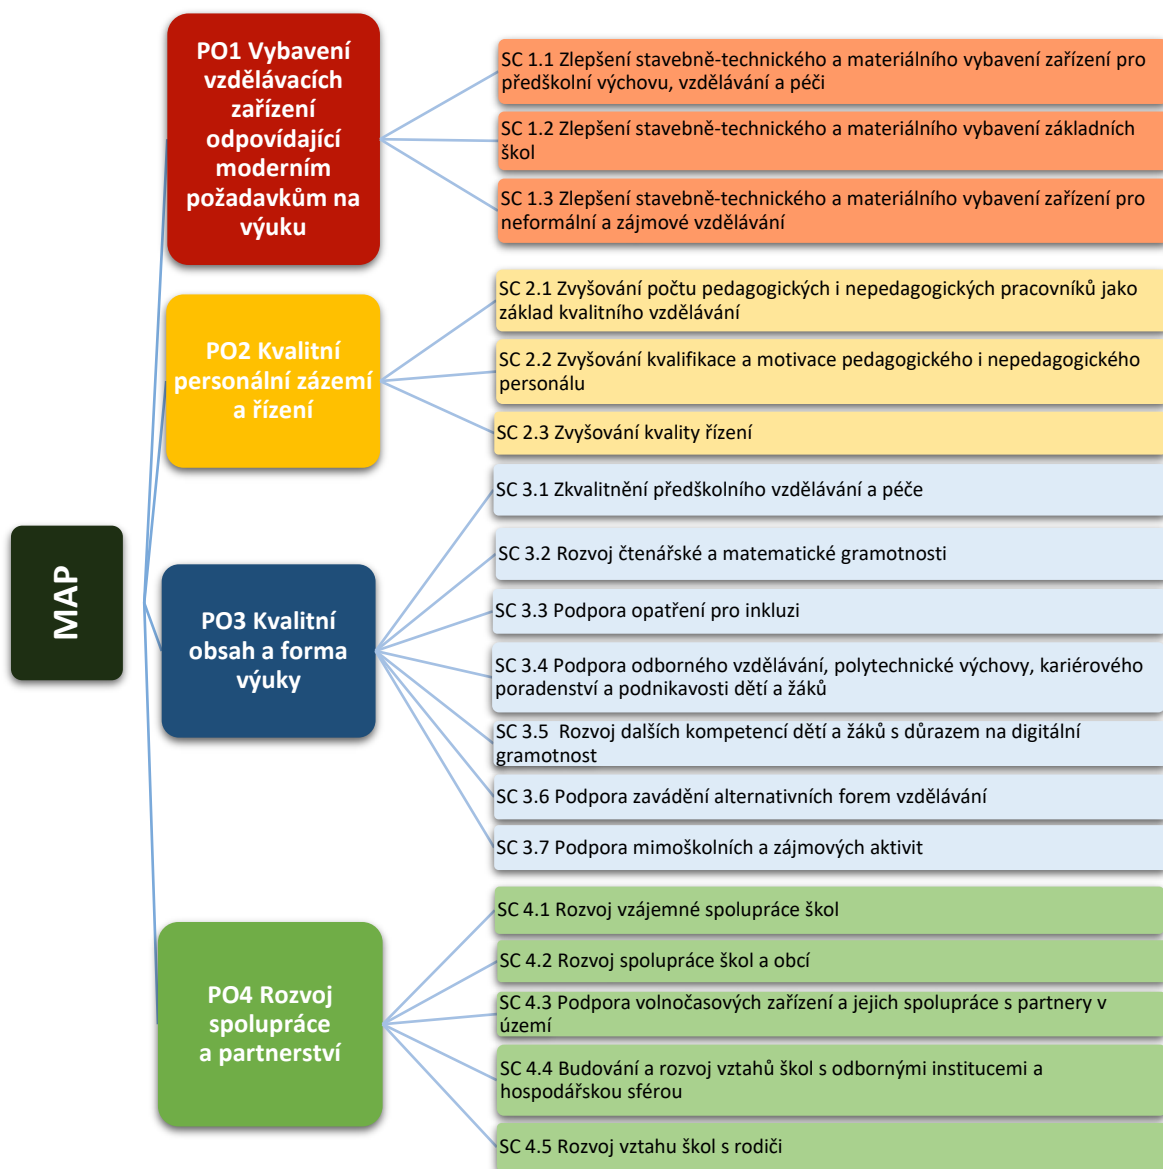 MAP
PO1 Vybavení
vzdělávacích
zařízení
odpovídající
moderním
požadavkům na
výuku
SC 1.1 Zlepšení stavebně-technického a materiálního vybavení zařízení pro
předškolní výchovu, vzdělávání a péči
SC 1.2 Zlepšení stavebně-technického a materiálního vybavení základních
škol
SC 1.3 Zlepšení stavebně-technického a materiálního vybavení zařízení pro
neformální a zájmové vzdělávání
PO2 Kvalitní
personální zázemí
a řízení
SC 2.1 Zvyšování počtu pedagogických i nepedagogických pracovníků jako
základ kvalitního vzdělávání
SC 2.2 Zvyšování kvalifikace a motivace pedagogického i nepedagogického
personálu
SC 2.3 Zvyšování kvality řízení
PO3 Kvalitní
obsah a forma
výuky
SC 3.1 Zkvalitnění předškolního vzdělávání a péče
SC 3.2 Rozvoj čtenářské a matematické gramotnosti
SC 3.3 Podpora opatření pro inkluzi
SC 3.4 Podpora odborného vzdělávání, polytechnické výchovy, kariérového
poradenství a podnikavosti dětí a žáků
SC 3.5  Rozvoj dalších kompetencí dětí a žáků s důrazem na digitální
gramotnost
SC 3.6 Podpora zavádění alternativních forem vzdělávání
SC 3.7 Podpora mimoškolních a zájmových aktivit
PO4 Rozvoj
spolupráce
a partnerství
SC 4.1 Rozvoj vzájemné spolupráce škol
SC 4.2 Rozvoj spolupráce škol a obcí
SC 4.3 Podpora volnočasových zařízení a jejich spolupráce s partnery v
území
SC 4.4 Budování a rozvoj vztahů škol s odbornými institucemi a
hospodářskou sférou
SC 4.5 Rozvoj vztahu škol s rodiči